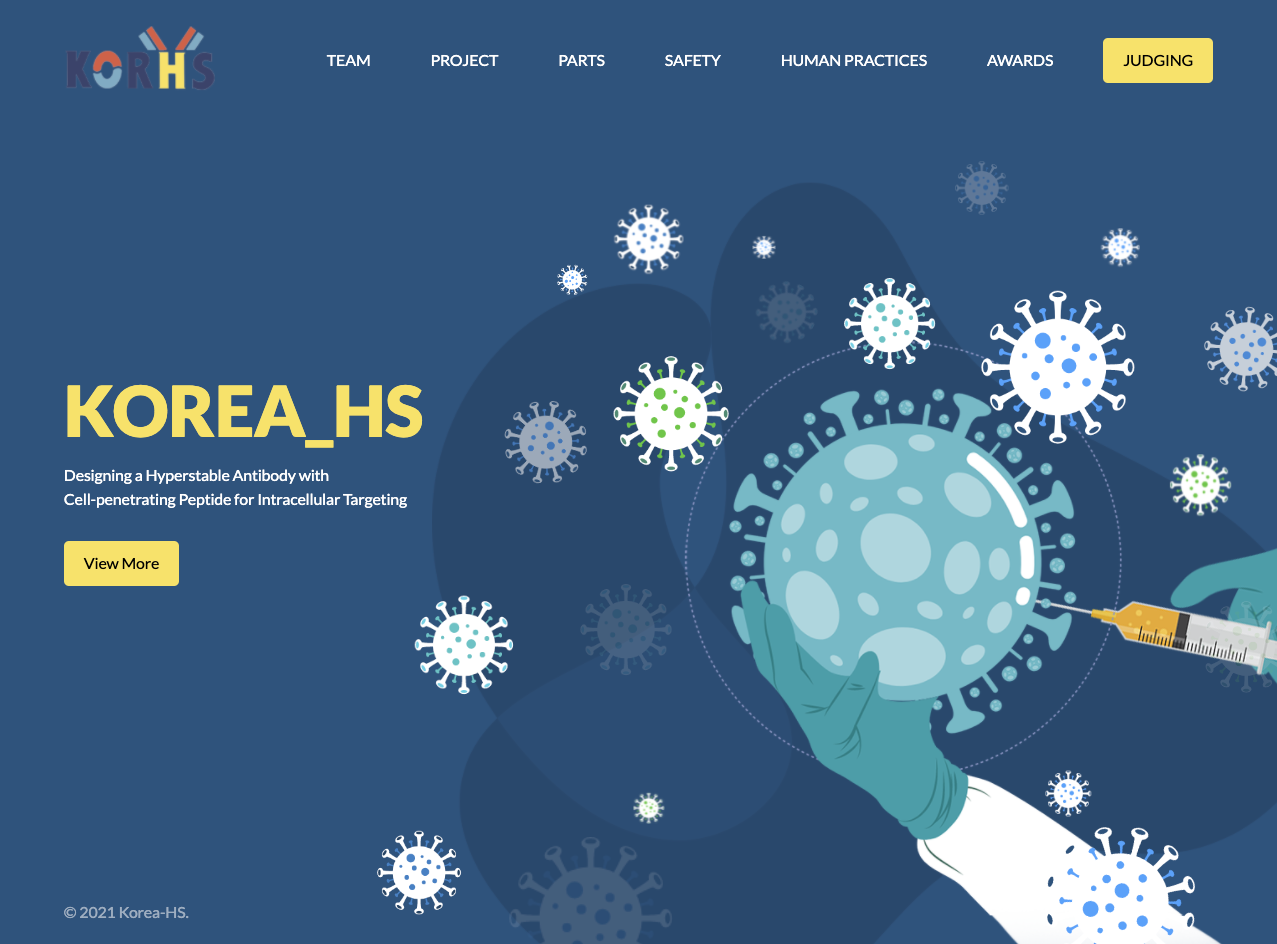 KORHS
TEAM PROJECT PARTS SAFETY HUMAN PRACTICES AWARDS JUDGING
KOREA_HS
Designing a Hyperstable Antibody with
Cell-penetrating Peptide for Intracellular Targeting
View More
© 2021 Korea-HS.